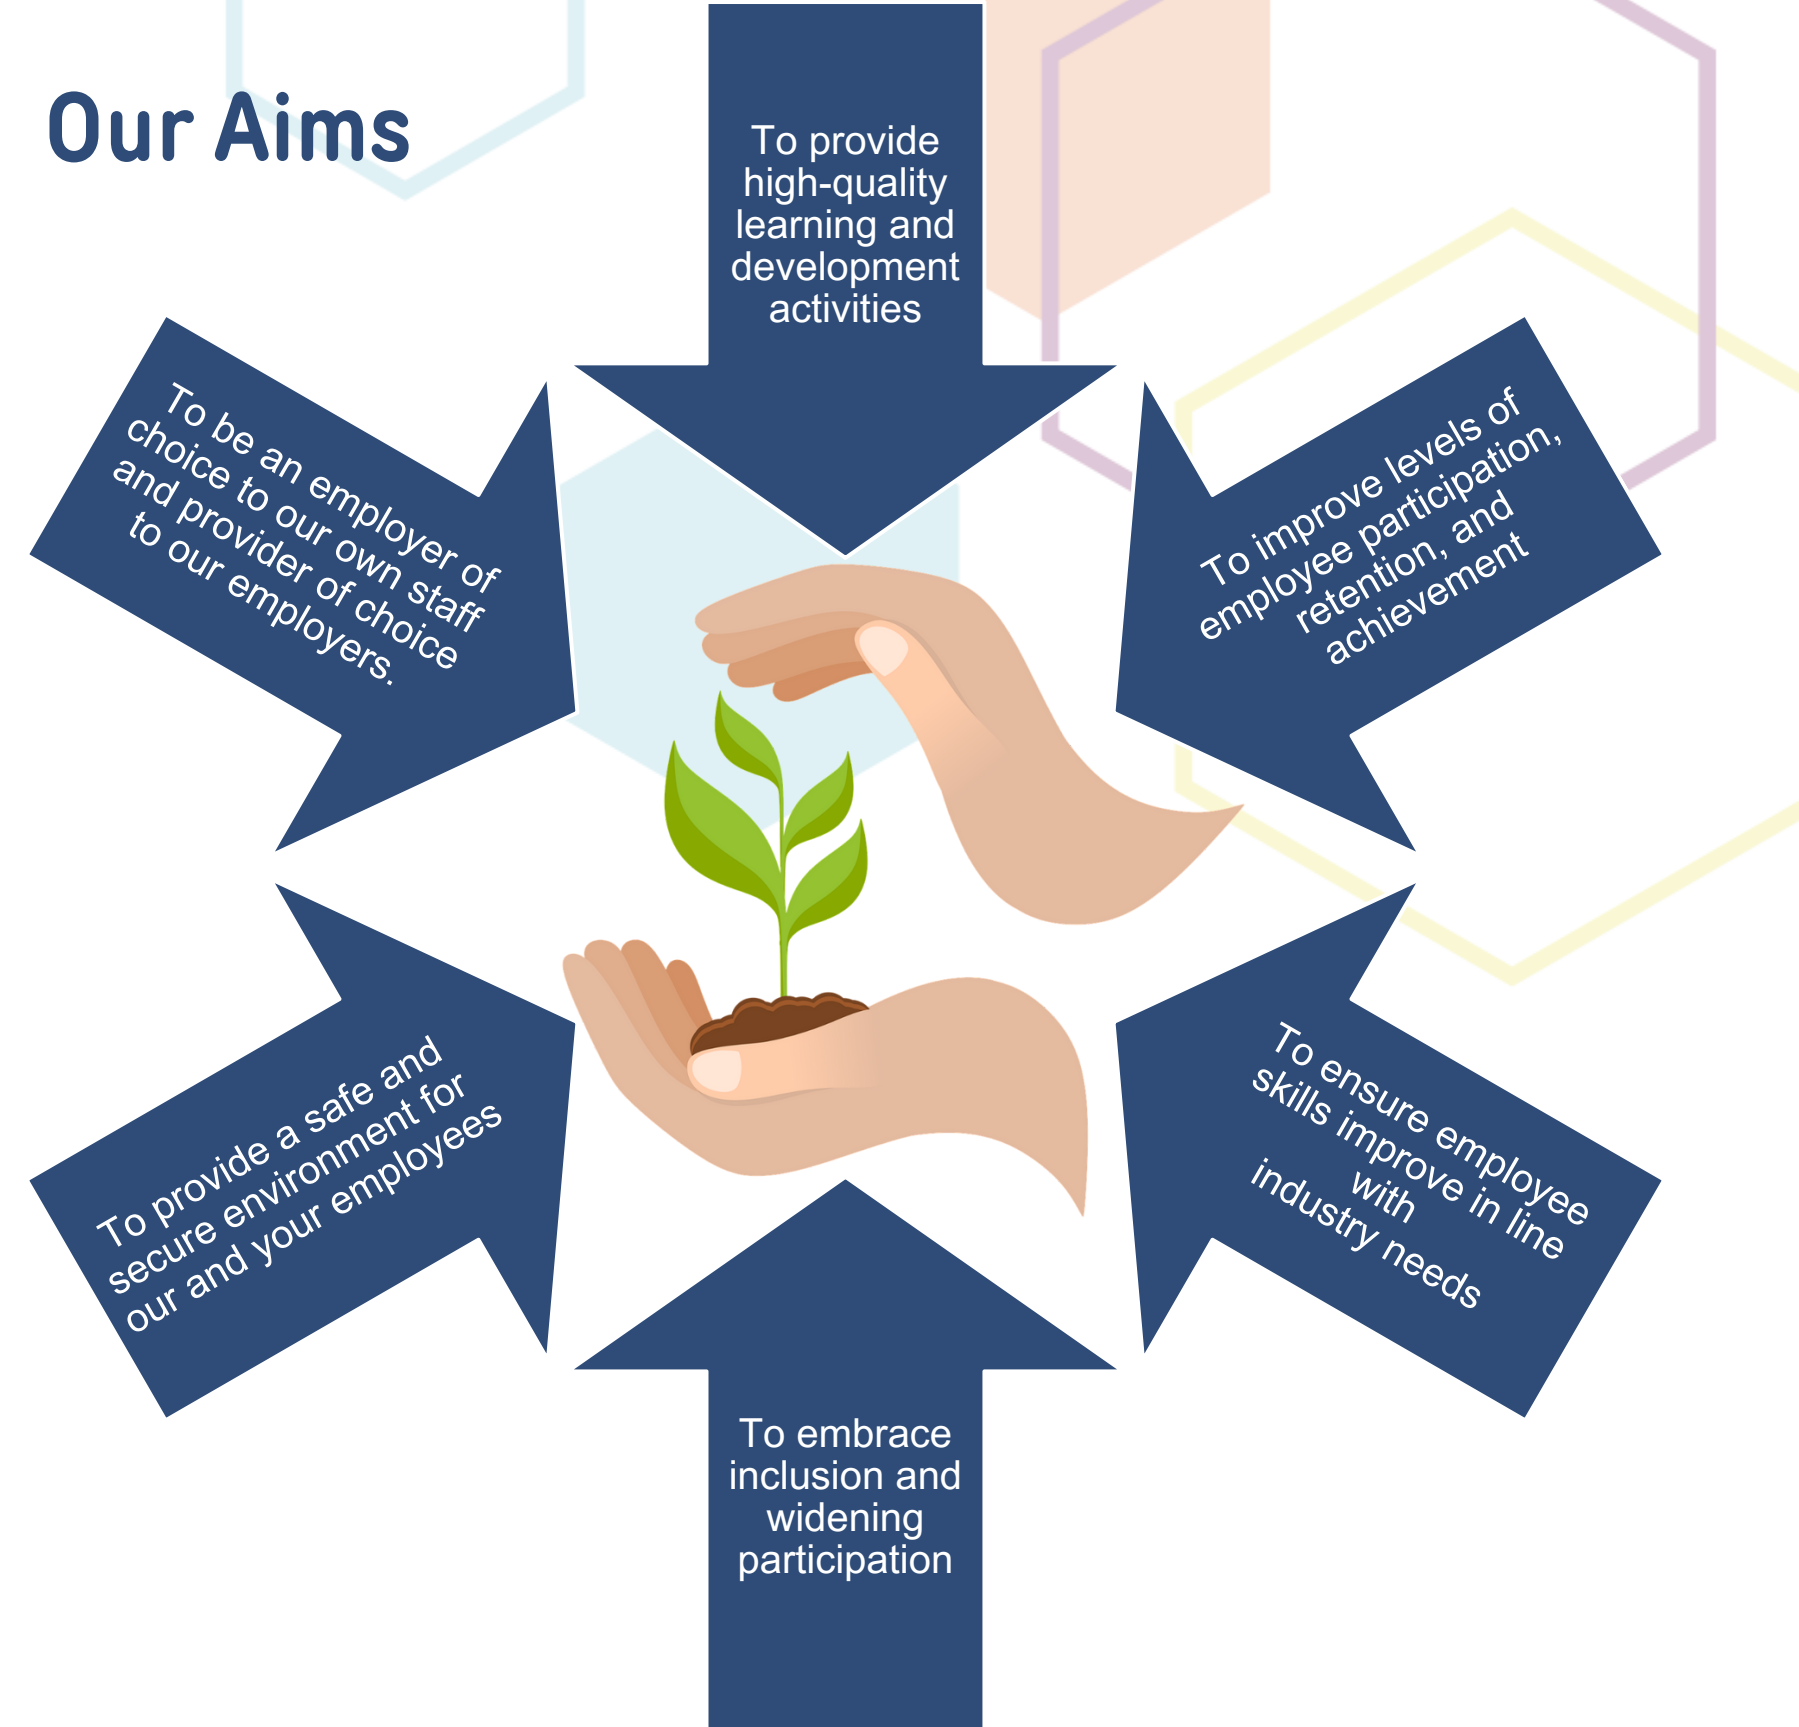 Our Aims
To provide
high-quality
learning and
development
activities
To improve levels of
employee participation,
retention, and
achievement
To ensure employee
skills improve in line
with
industry needs
To embrace
inclusion and
widening
participation
To provide a safe and
secure environment for
our and your employees
To be an employer of
choice to our own staff
and provider of choice
to our employers.